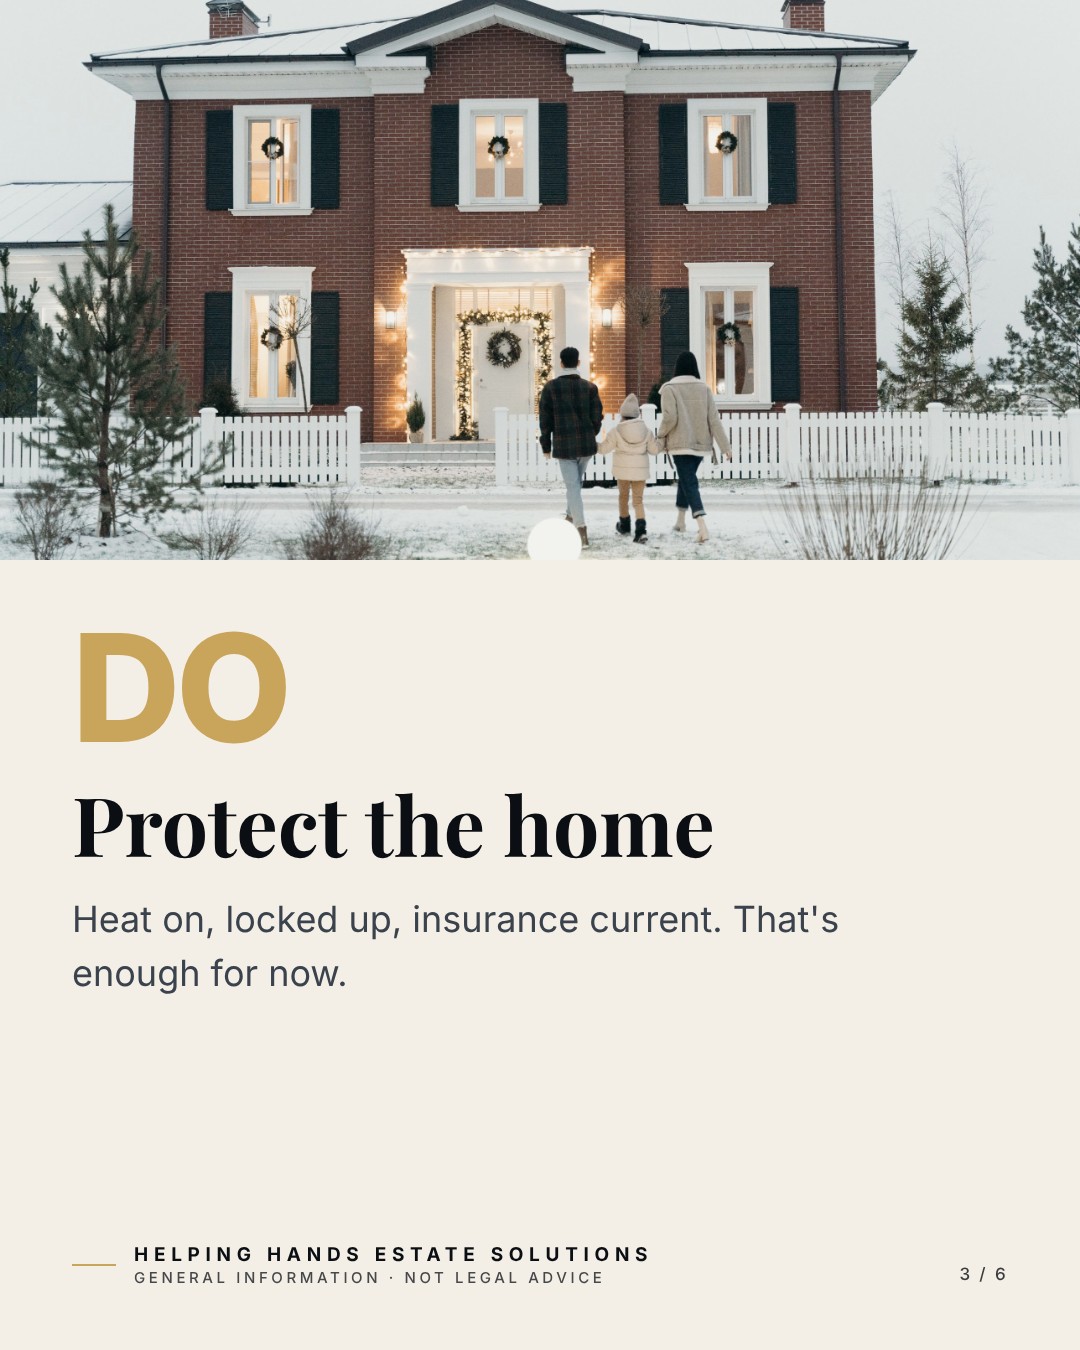 DO
Protect the home
Heat on, locked up, insurance current. That's
enough for now.
HELPING HANDS ESTATE SOLUTIONS
GENERAL INFORMATION · NOT LEGAL ADVICE
3 / 6